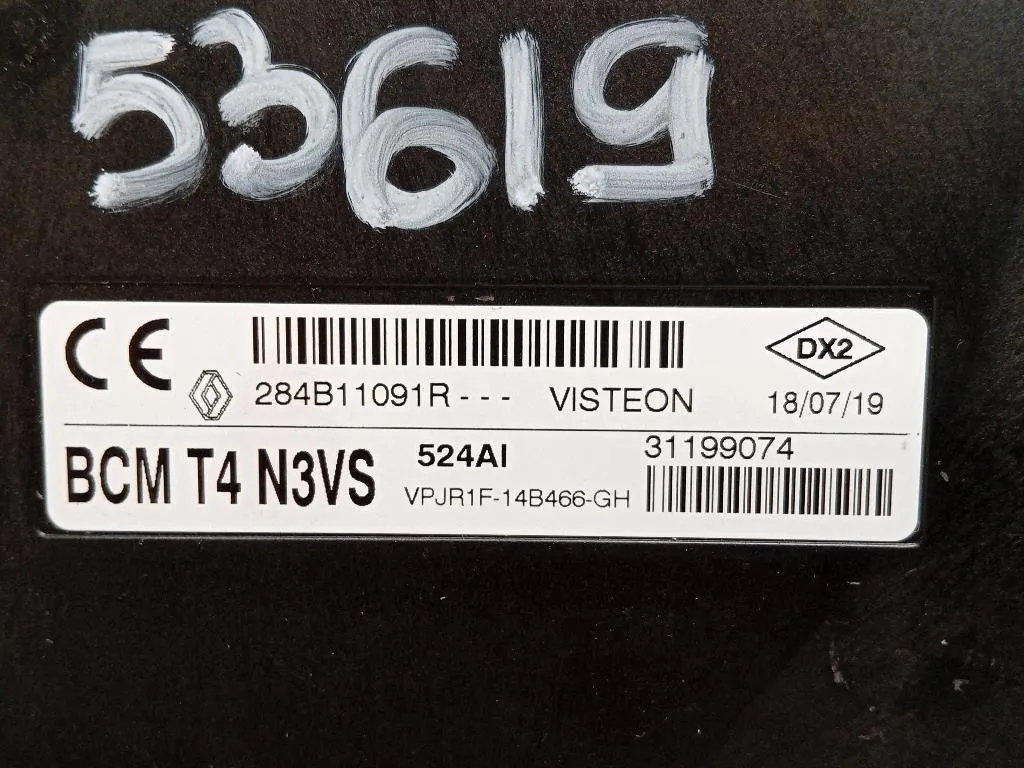 53619
CE
284B11091R--- VISTEON
DX2
18/07/19
BCM T4 N3VS
524AI
VPJR1F-14B466-GH
31199074